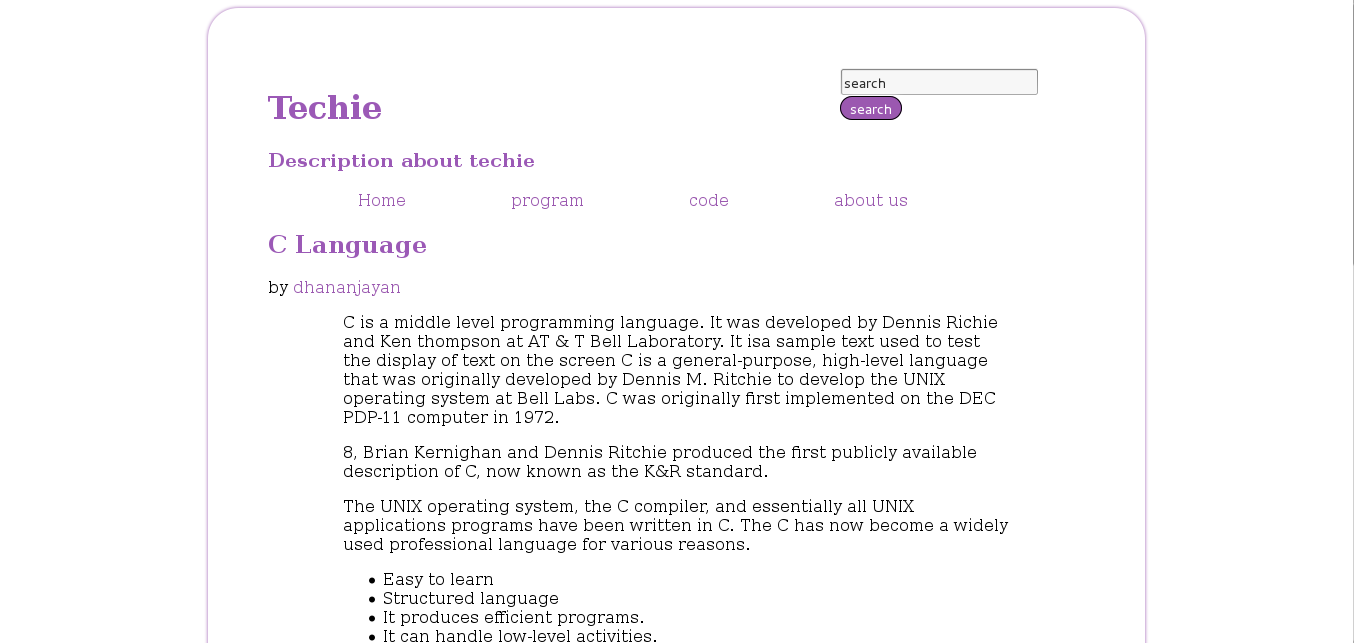 search
Techie
search
Description about techie
Home program code about us
C Language
by dhananjayan
C is a middle level programming language. It was developed by Dennis Richie
and Ken thompson at AT & T Bell Laboratory. It isa sample text used to test
the display of text on the screen C is a general-purpose, high-level language
that was originally developed by Dennis M. Ritchie to develop the UNIX
operating system at Bell Labs. C was originally first implemented on the DEC
PDP-11 computer in 1972.
8, Brian Kernighan and Dennis Ritchie produced the first publicly available
description of C, now known as the K&R standard.
The UNIX operating system, the C compiler, and essentially all UNIX
applications programs have been written in C. The C has now become a widely
used professional language for various reasons.
• Easy to learn
• Structured language
• It produces efficient programs.
• It can handle low-level activities.